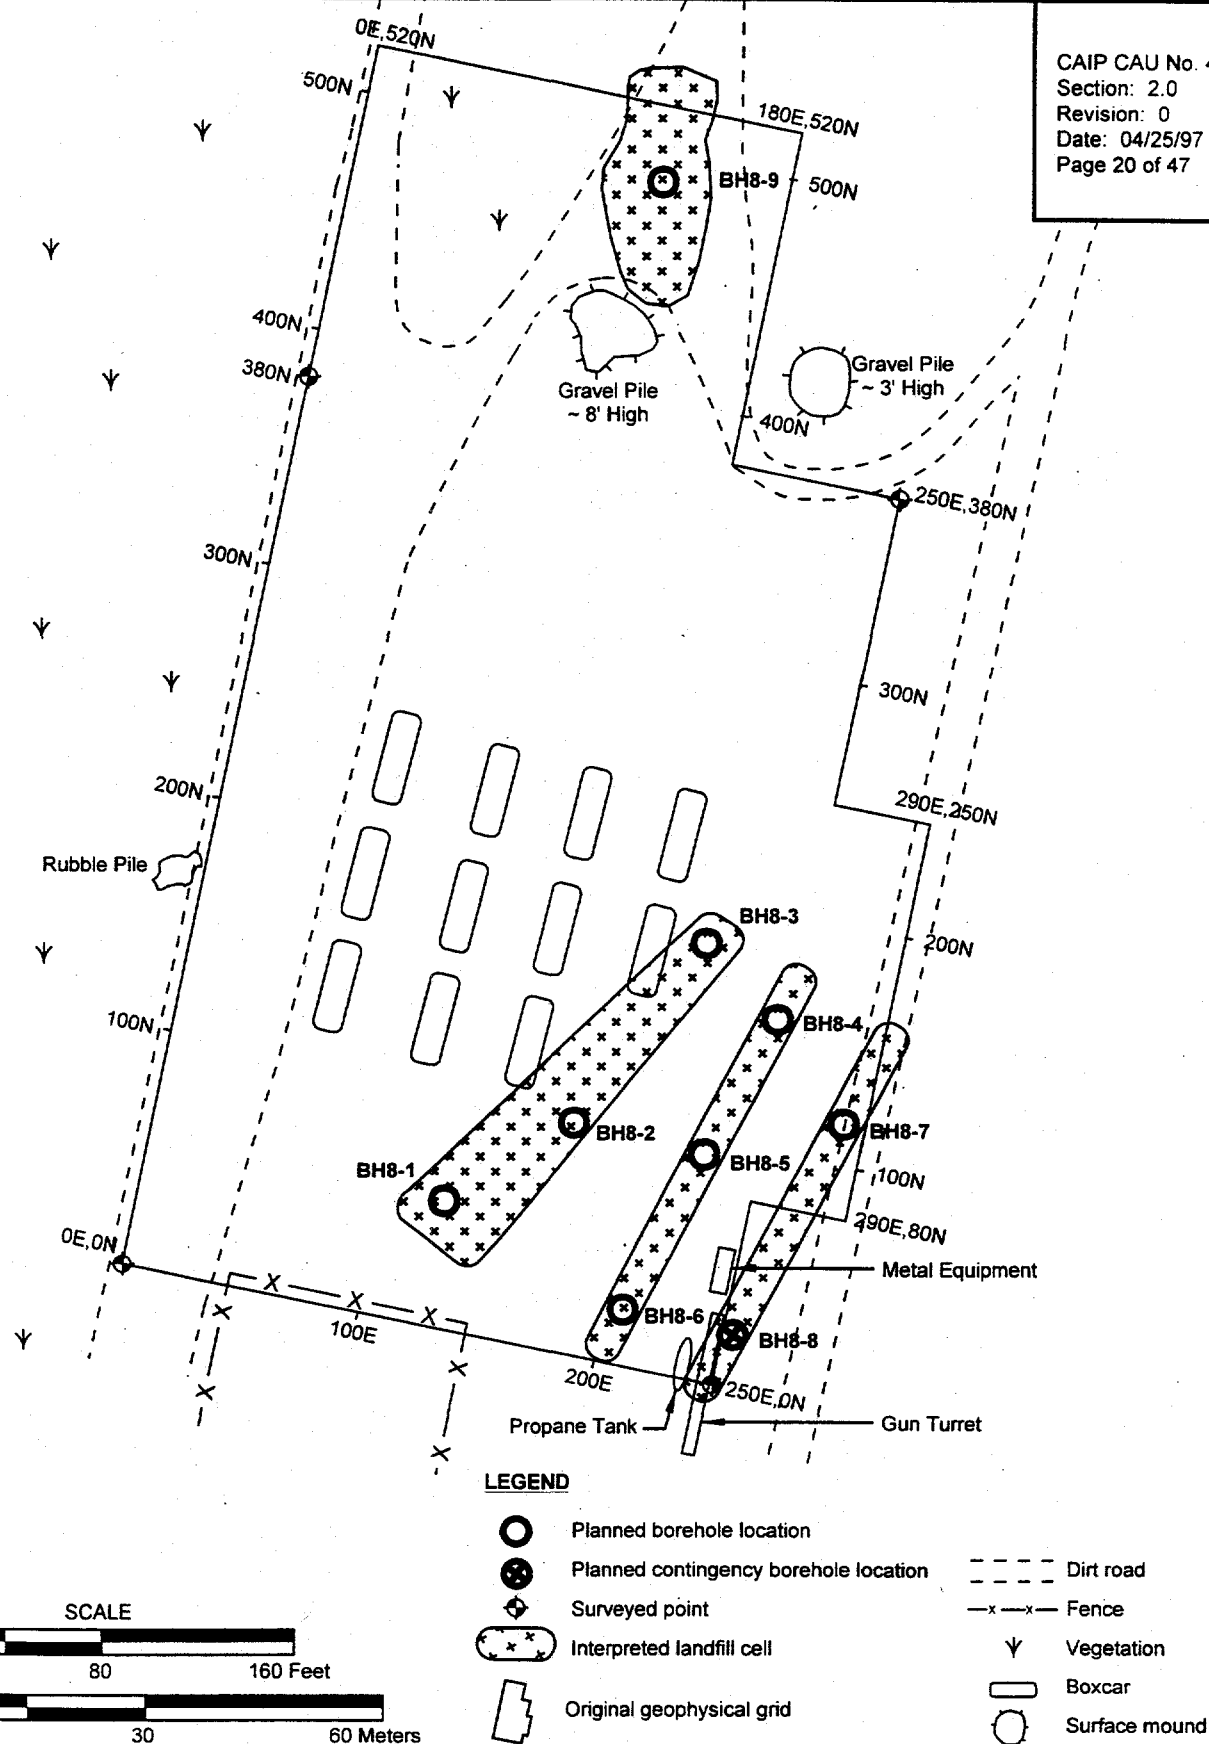 CAIP CAU No.
Section: 2.0
Revision: 0
Date: 04/25/97
Page 20 of 47
0E,520N
500N
180E,520N
BH8-9
500N
400N
380N
Gravel Pile
~ 8' High
Gravel Pile
~ 3' High
400N
250E,380N
300N
300N
200N
290E,250N
Rubble Pile
BH8-3
200N
100N
BH8-4
BH8-2
BH8-7
BH8-1
BH8-5
100N
0E,0N
290E,80N
Metal Equipment
100E
BH8-6
BH8-8
200E
250E,0N
Propane Tank
Gun Turret
LEGEND
Planned borehole location
Planned contingency borehole location
Surveyed point
Interpreted landfill cell
Original geophysical grid
Dirt road
Fence
Vegetation
Boxcar
Surface mound
SCALE
80 160 Feet
30 60 Meters